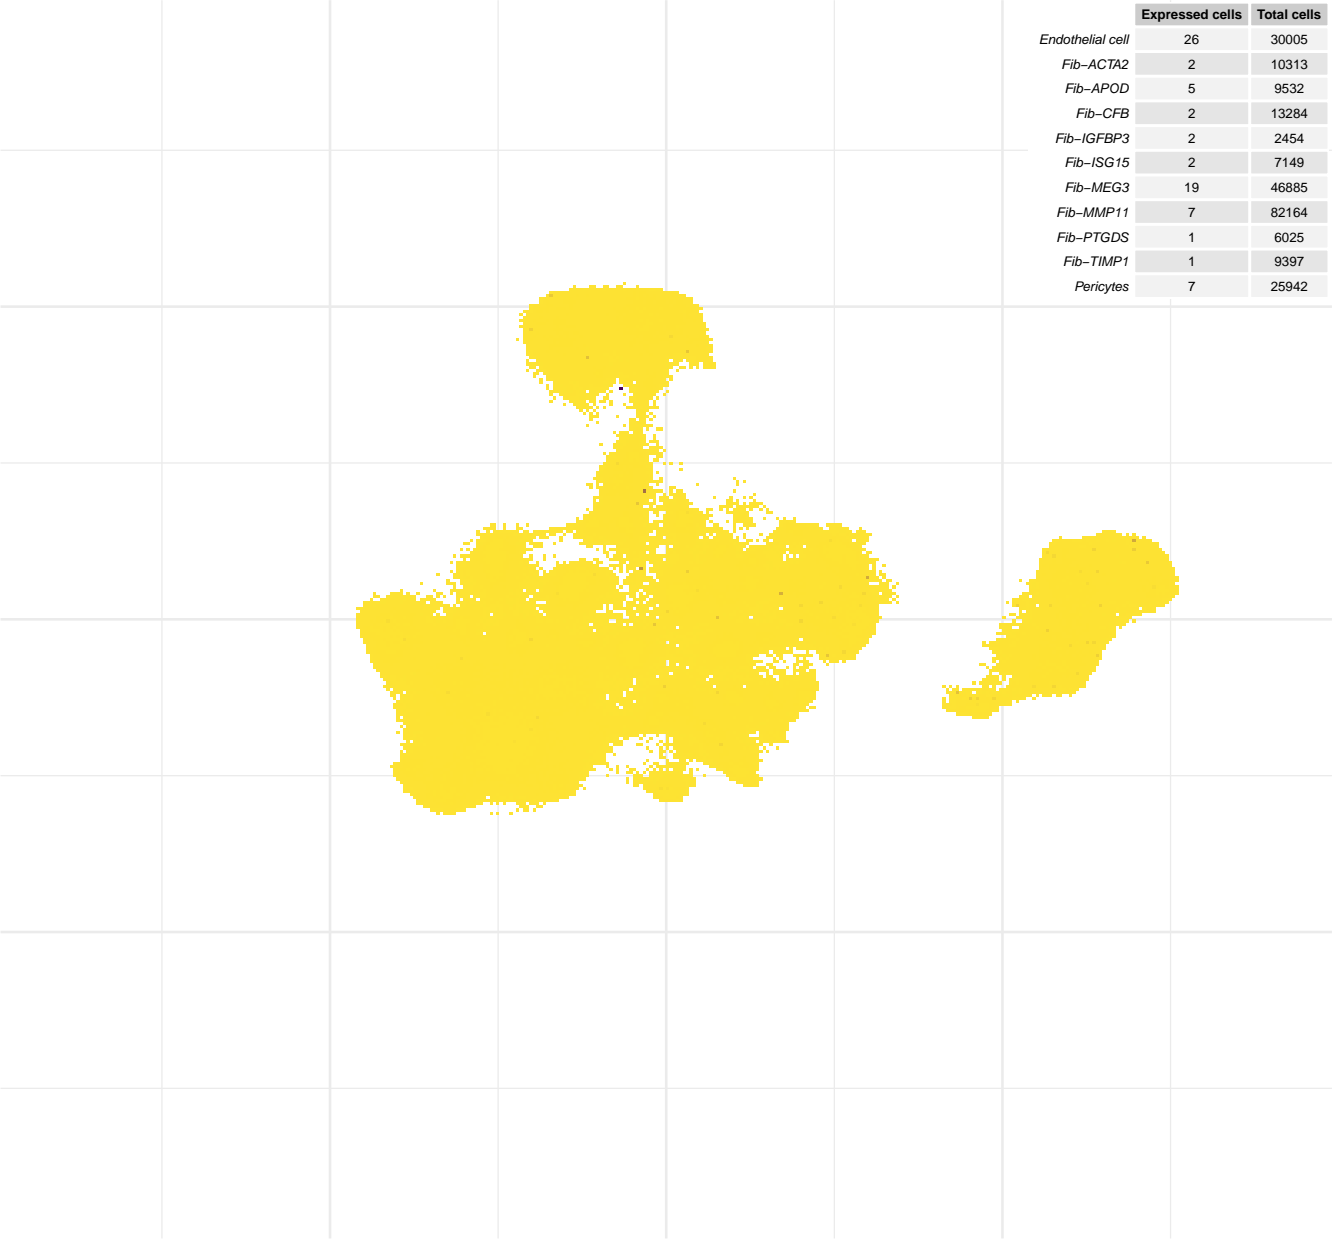 Expressed cells Total cells
Endothelial cell 26 30005
Fib−ACTA2 2 10313
Fib−APOD 5 9532
Fib−CFB 2 13284
Fib−IGFBP3 2 2454
Fib−ISG15 2 7149
Fib−MEG3 19 46885
Fib−MMP11 7 82164
Fib−PTGDS 1 6025
Fib−TIMP1 1 9397
Pericytes 7 25942